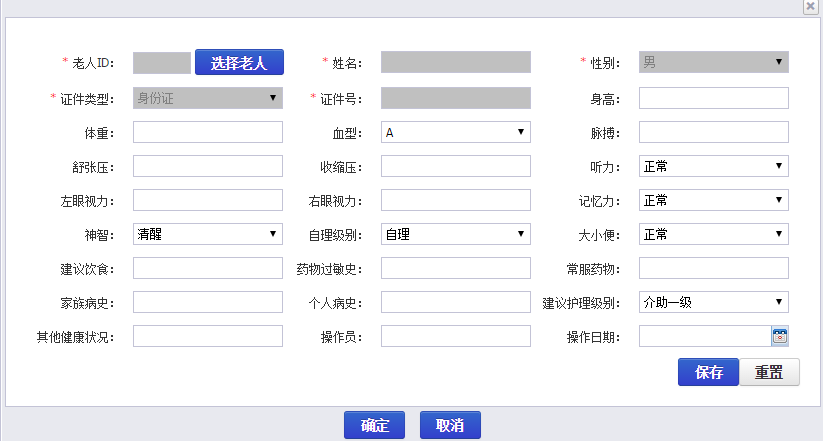 * 老人ID: 选择老人 * 姓名: * 性别: 男
* 证件类型: 身份证 * 证件号: 身高:
体重: 血型: A 脉搏:
舒张压: 收缩压: 听力: 正常
左眼视力: 右眼视力: 记忆力: 正常
神智: 清醒 自理级别: 自理 大小便: 正常
建议饮食: 药物过敏史: 常服药物:
家族病史: 个人病史: 建议护理级别: 介助一级
其他健康状况: 操作员: 操作日期:
保存 重置
确定 取消